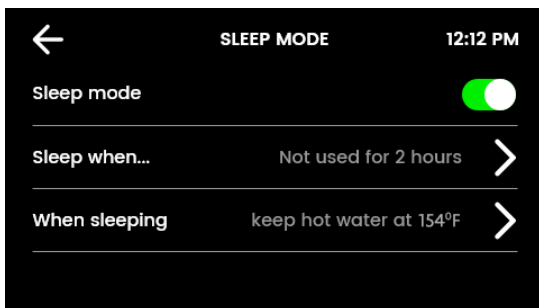 SLEEP MODE 12:12 PM
Sleep mode
Sleep when... Not used for 2 hours
When sleeping keep hot water at 154°F